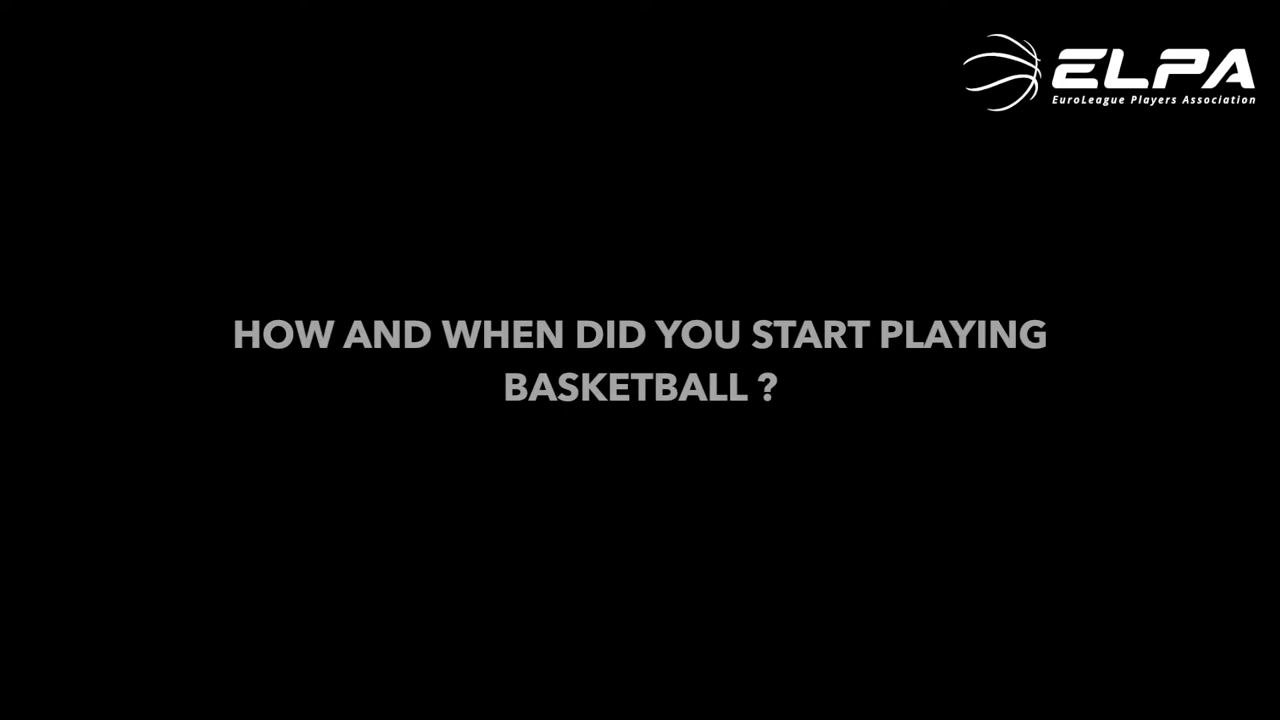 ELPA
EuroLeague Players Association
HOW AND WHEN DID YOU START PLAYING
BASKETBALL ?